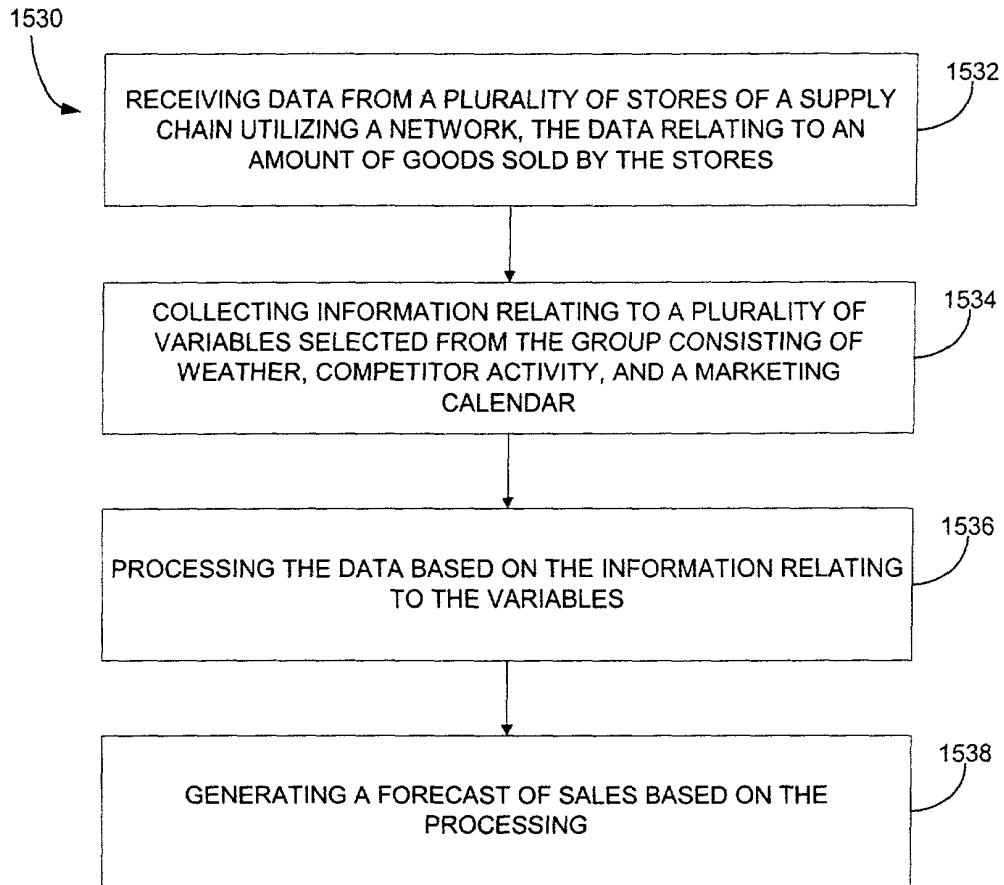 1530
1532
RECEIVING DATA FROM A PLURALITY OF STORES OF A SUPPLY
CHAIN UTILIZING A NETWORK, THE DATA RELATING TO AN
AMOUNT OF GOODS SOLD BY THE STORES
1534
COLLECTING INFORMATION RELATING TO A PLURALITY OF
VARIABLES SELECTED FROM THE GROUP CONSISTING OF
WEATHER, COMPETITOR ACTIVITY, AND A MARKETING
CALENDAR
1536
PROCESSING THE DATA BASED ON THE INFORMATION RELATING
TO THE VARIABLES
1538
GENERATING A FORECAST OF SALES BASED ON THE
PROCESSING